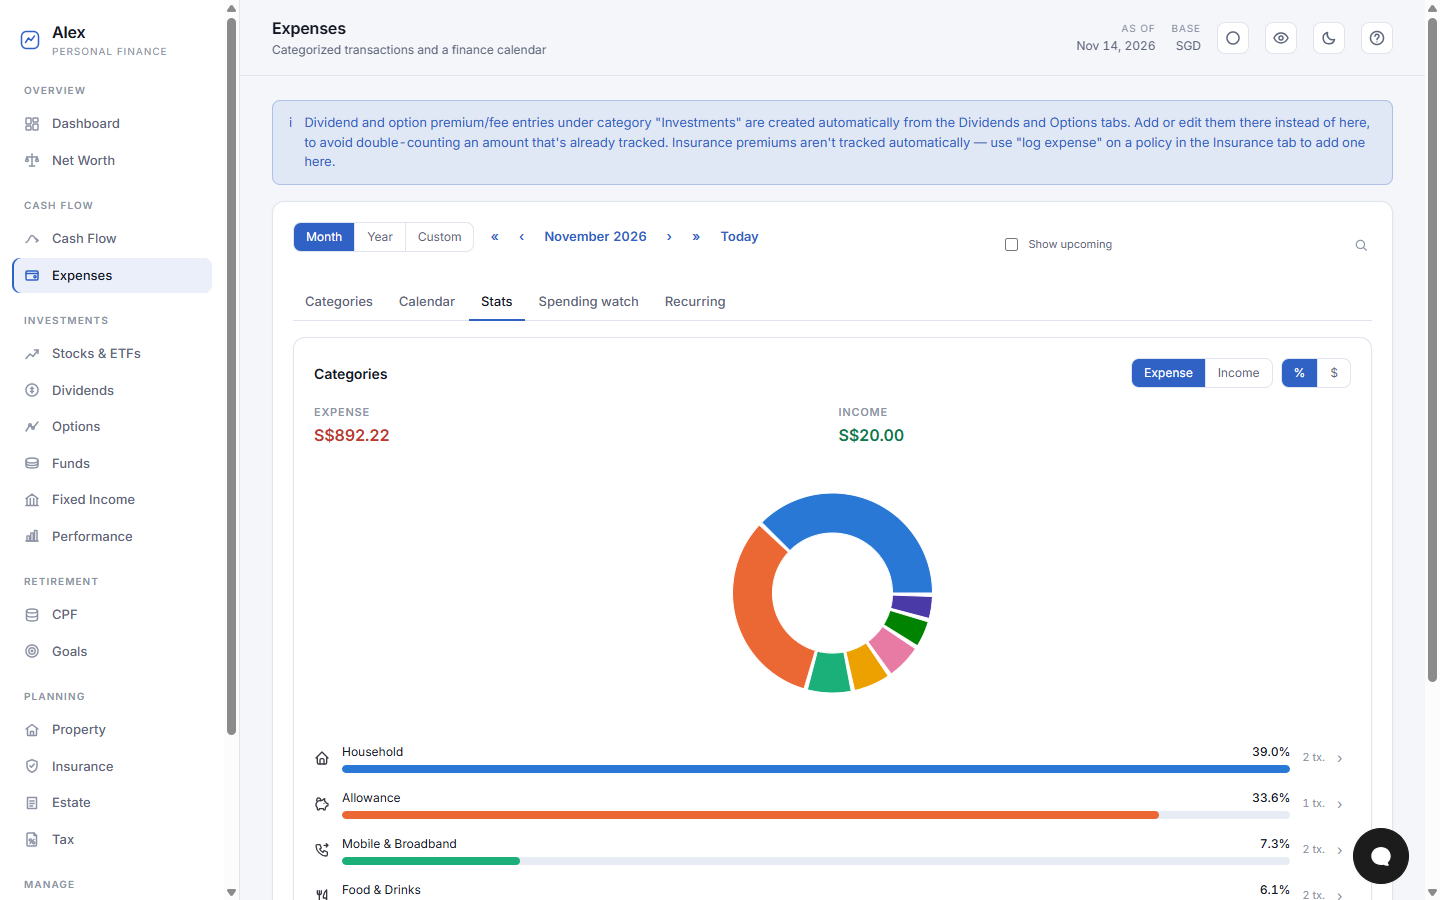 Alex
PERSONAL FINANCE
OVERVIEW
Dashboard
Net Worth
CASH FLOW
Cash Flow
Expenses
INVESTMENTS
Stocks & ETFs
Dividends
Options
Funds
Fixed Income
Performance
RETIREMENT
CPF
Goals
PLANNING
Property
Insurance
Estate
Tax
MANAGE
Expenses
Categorized transactions and a finance calendar
AS OF
Nov 14, 2026
BASE
SGD
i Dividend and option premium/fee entries under category "Investments" are created automatically from the Dividends and Options tabs. Add or edit them there instead of here,
to avoid double-counting an amount that's already tracked. Insurance premiums aren't tracked automatically — use "log expense" on a policy in the Insurance tab to add one
here.
Month Year Custom « ‹ November 2026 › » Today
Show upcoming
Categories Calendar Stats Spending watch Recurring
Categories
Expense Income % $
EXPENSE
S$892.22
INCOME
S$20.00
Household 39.0% 2 tx. ›
Allowance 33.6% 1 tx. ›
Mobile & Broadband 7.3% 2 tx. ›
Food & Drinks 6.1% 2 tx. ›